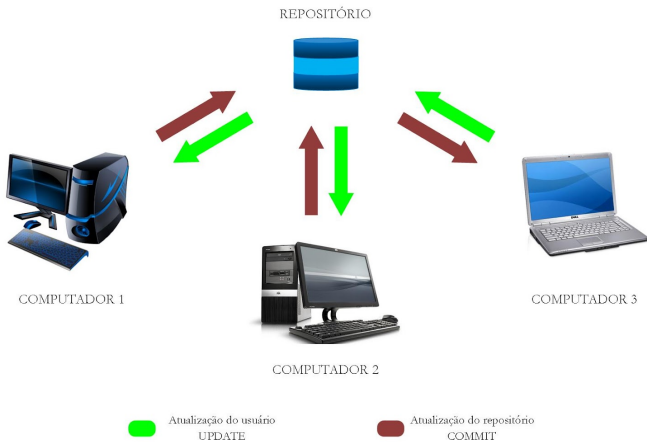 REPOSITÓRIO
COMPUTADOR 1
COMPUTADOR 3
COMPUTADOR 2
Atualização do usuário
UPDATE
Atualização do repositório
COMMIT